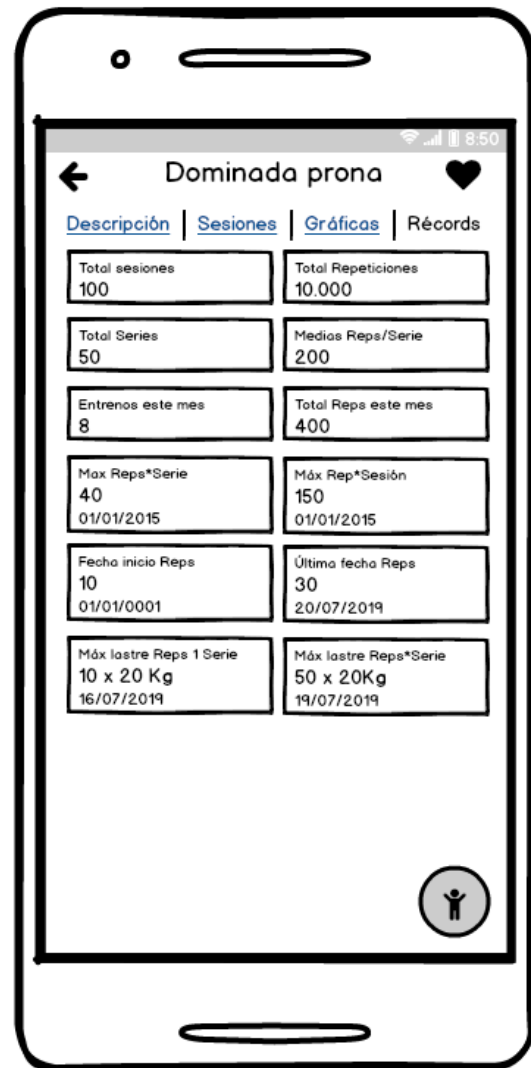 8:50
Dominada prona
Descripción | Sesiones | Gráficas | Récords
Total sesiones
100
Total Repeticiones
10.000
Total Series
50
Medias Reps/Serie
200
Entrenos este mes
8
Total Reps este mes
400
Max Reps*Serie
40
01/01/2015
Máx Rep*Sesión
150
01/01/2015
Fecha inicio Reps
10
01/01/0001
Última fecha Reps
30
20/07/2019
Máx lastre Reps 1 Serie
10 x 20 Kg
16/07/2019
Máx lastre Reps*Serie
50 x 20Kg
19/07/2019